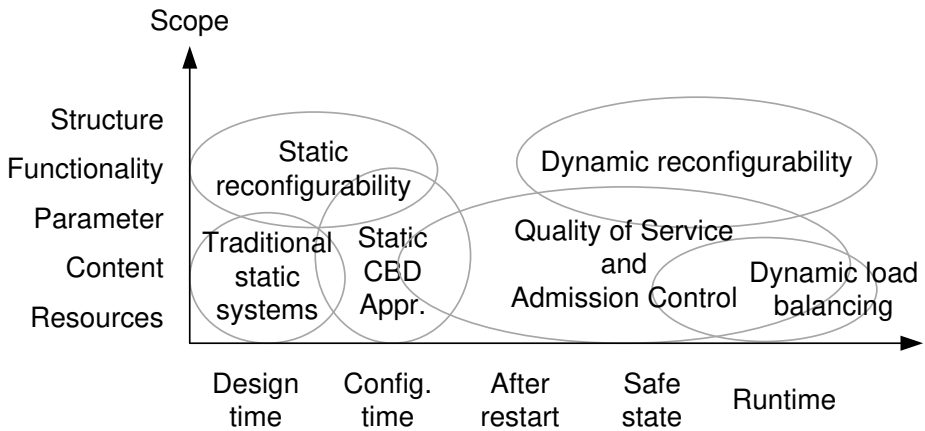 Scope
Structure
Functionality
Parameter
Content
Resources
Static
reconfigurability
Dynamic reconfigurability
Traditional
static
systems
Static
CBD
Appr.
Quality of Service
and
Admission Control
Dynamic load
balancing
Design
time
Config.
time
After
restart
Safe
state
Runtime